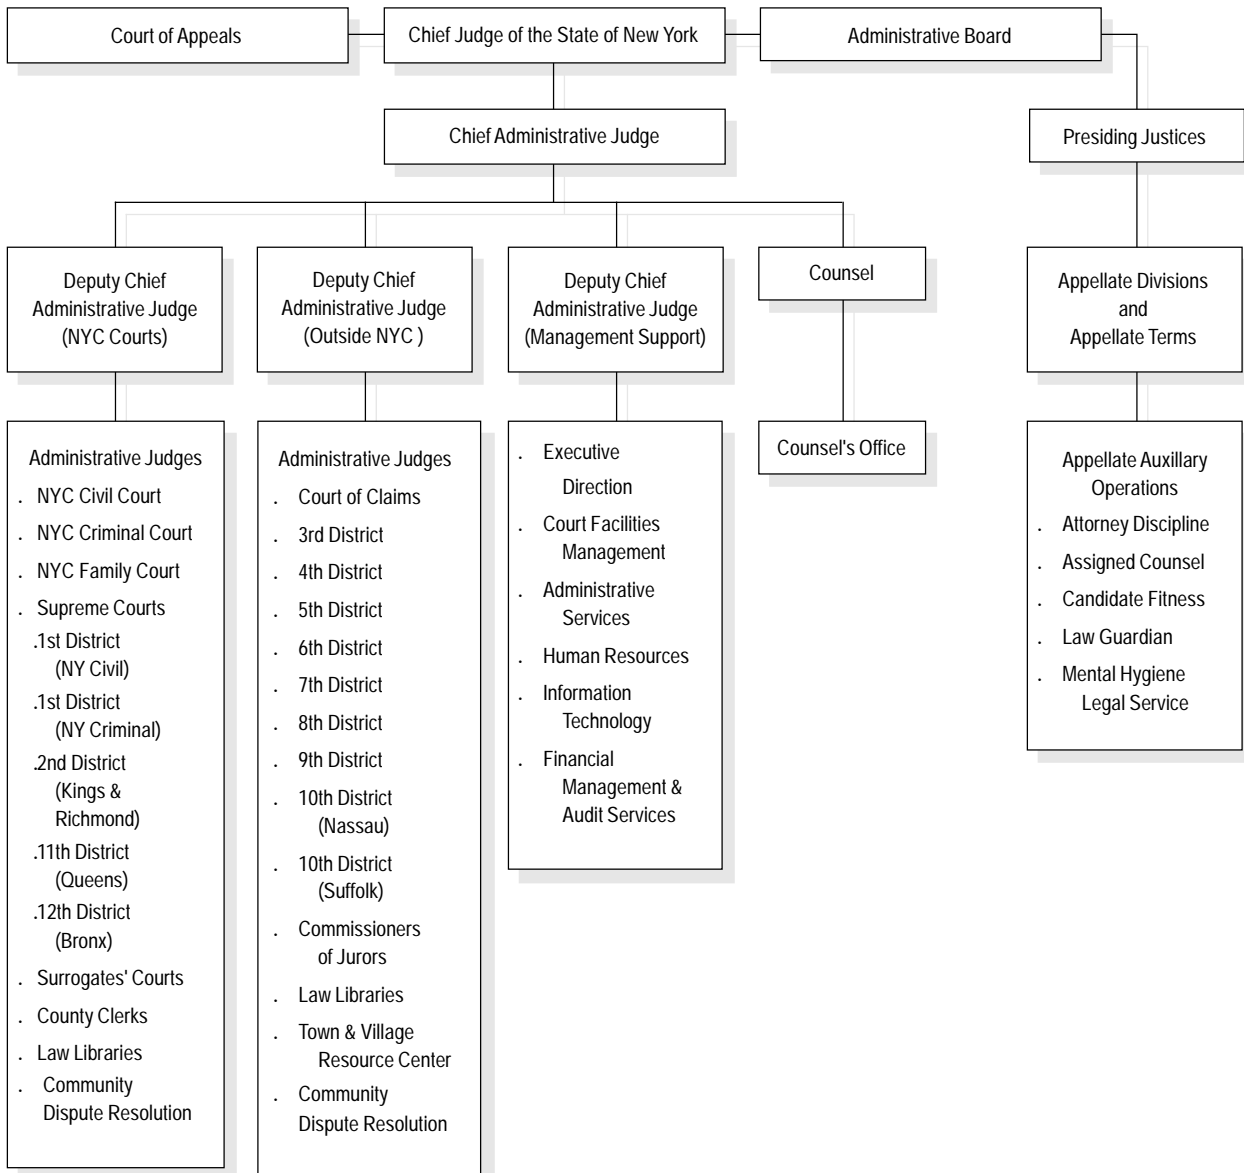 Court of Appeals
Chief Judge of the State of New York
Administrative Board
Chief Administrative Judge
Presiding Justices
Deputy Chief
Administrative Judge
(NYC Courts)
Deputy Chief
Administrative Judge
(Outside NYC )
Deputy Chief
Administrative Judge
(Management Support)
Counsel
Appellate Divisions
and
Appellate Terms
Administrative Judges
. NYC Civil Court
. NYC Criminal Court
. NYC Family Court
. Supreme Courts
.1st District
(NY Civil)
.1st District
(NY Criminal)
.2nd District
(Kings &
Richmond)
.11th District
(Queens)
.12th District
(Bronx)
. Surrogates' Courts
. County Clerks
. Law Libraries
. Community
Dispute Resolution
Administrative Judges
. Court of Claims
. 3rd District
. 4th District
. 5th District
. 6th District
. 7th District
. 8th District
. 9th District
. 10th District
(Nassau)
. 10th District
(Suffolk)
. Commissioners
of Jurors
. Law Libraries
. Town & Village
Resource Center
. Community
Dispute Resolution
. Executive
Direction
. Court Facilities
Management
. Administrative
Services
. Human Resources
. Information
Technology
. Financial
Management &
Audit Services
Counsel's Office
Appellate Auxillary
Operations
. Attorney Discipline
. Assigned Counsel
. Candidate Fitness
. Law Guardian
. Mental Hygiene
Legal Service